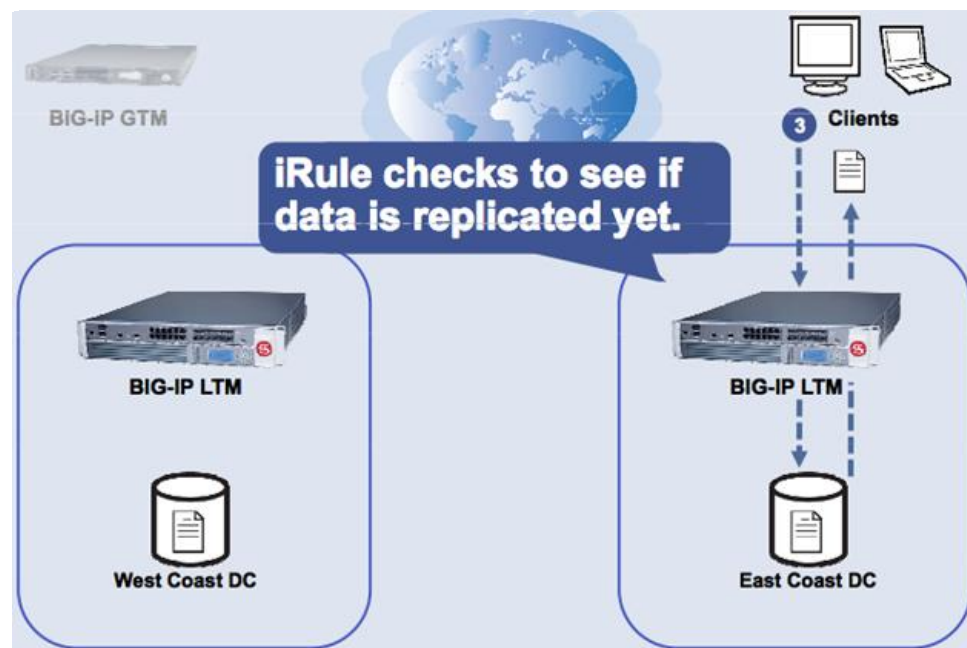 BIG-IP GTM
3 Clients
iRule checks to see if
data is replicated yet.
BIG-IP LTM
BIG-IP LTM
West Coast DC
East Coast DC